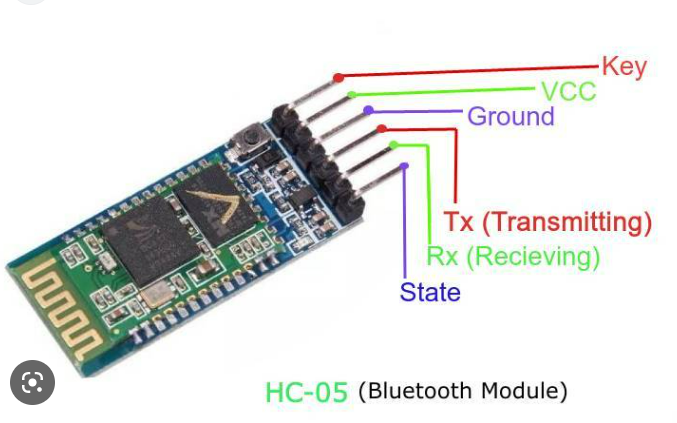 Key
VCC
Ground
Tx (Transmitting)
Rx (Recieving)
State
HC-05 (Bluetooth Module)